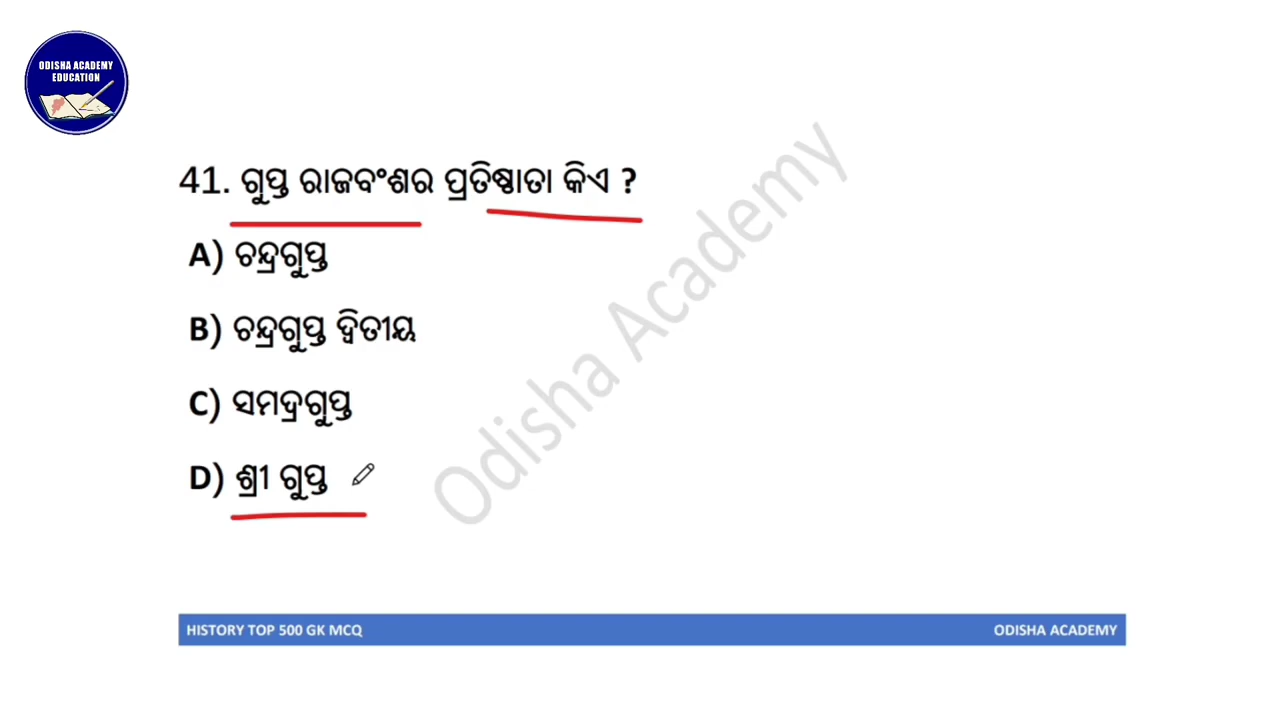 ODISHA ACADEMY
EDUCATION
41. ଗୁପ୍ତ ରାଜବଂଶର ପ୍ରତିଷ୍ଠାତା କିଏ ?
A) ଚନ୍ଦ୍ରଗୁପ୍ତ
B) ଚନ୍ଦ୍ରଗୁପ୍ତ ଦ୍ୱିତୀୟ
C) ସମଦ୍ରଗୁପ୍ତ
D) ଶ୍ରୀ ଗୁପ୍ତ
Odisha Academy
HISTORY TOP 500 GK MCQ
ODISHA ACADEMY